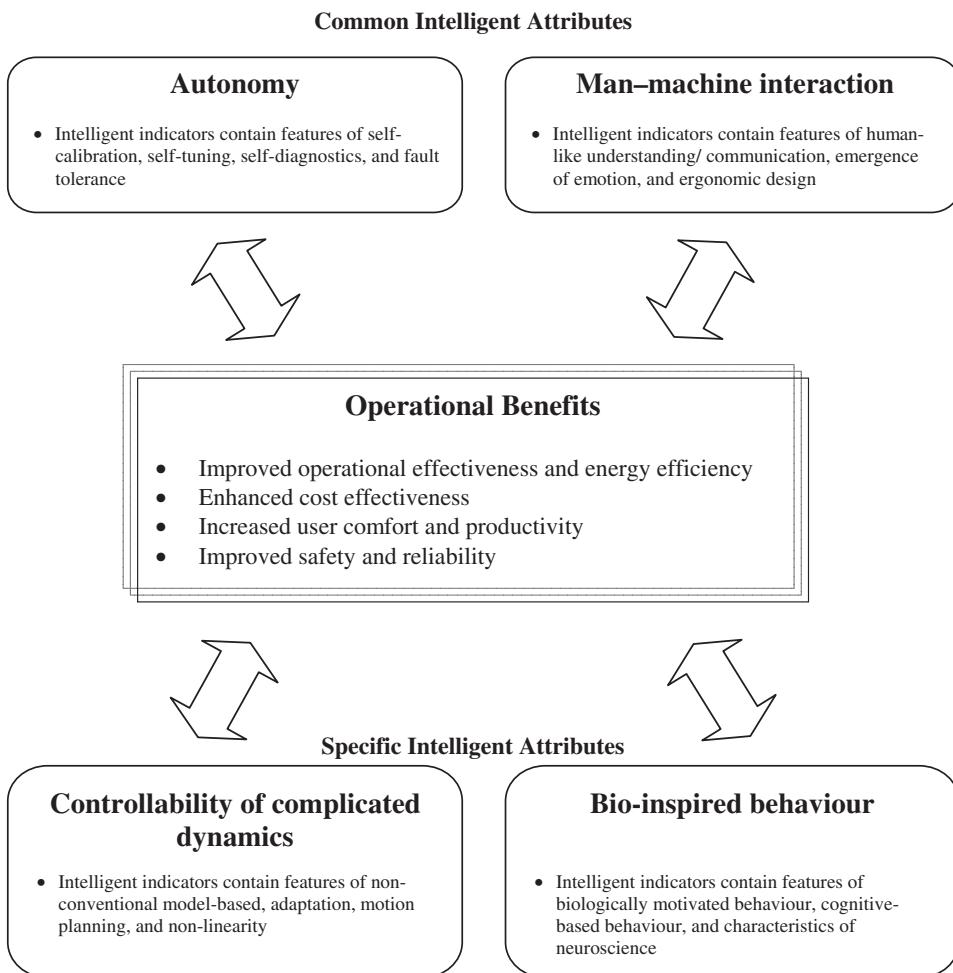 Common Intelligent Attributes
Autonomy
• Intelligent indicators contain features of self-
calibration, self-tuning, self-diagnostics, and fault
tolerance
Man–machine interaction
• Intelligent indicators contain features of human-
like understanding/ communication, emergence
of emotion, and ergonomic design
Operational Benefits
• Improved operational effectiveness and energy efficiency
• Enhanced cost effectiveness
• Increased user comfort and productivity
• Improved safety and reliability
Specific Intelligent Attributes
Controllability of complicated
dynamics
• Intelligent indicators contain features of non-
conventional model-based, adaptation, motion
planning, and non-linearity
Bio-inspired behaviour
• Intelligent indicators contain features of
biologically motivated behaviour, cognitive-
based behaviour, and characteristics of
neuroscience